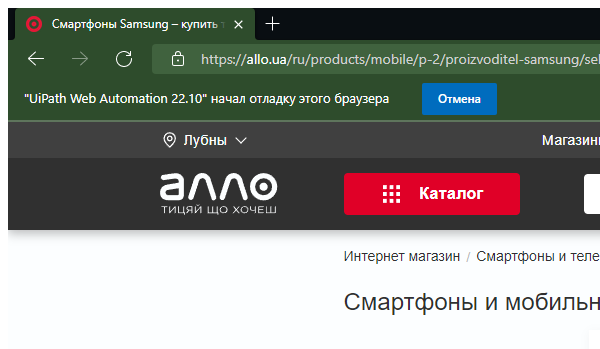 Смартфоны Samsung – купить
https://allo.ua/ru/products/mobile/p-2/proizvoditel-samsung/sel
"UiPath Web Automation 22.10" начал отладку этого браузера
Отмена
Лубны
Магазин
алло
ТИЦЯЙ ЩО ХОЧЕШ
Каталог
Интернет магазин / Смартфоны и теле
Смартфоны и мобильн